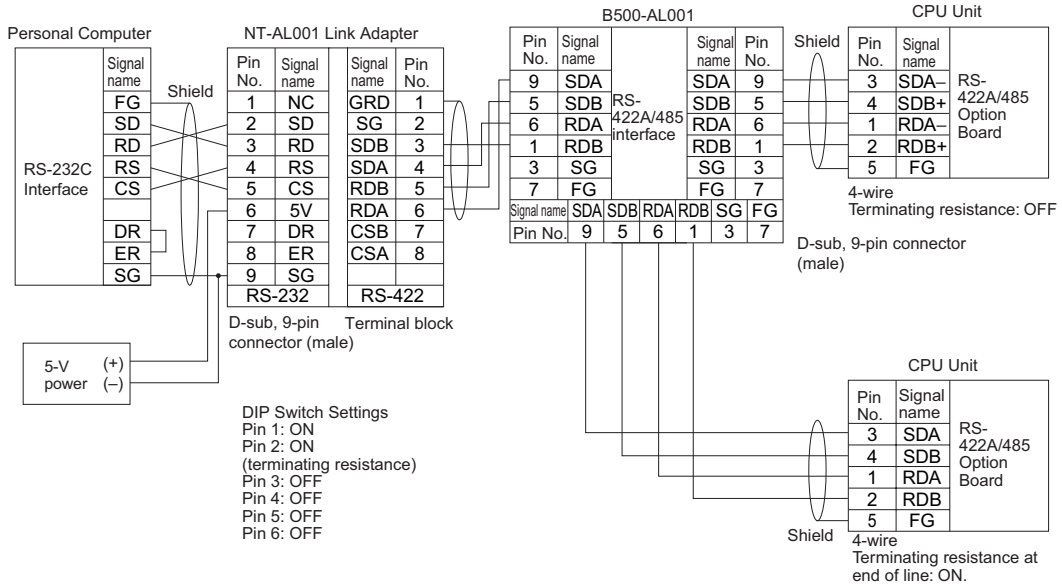 B500-AL001
CPU Unit
Personal Computer
NT-AL001 Link Adapter
Signal name
FG
SD
RD
RS
CS
DR
ER
SG
RS-232C Interface
Shield
Pin No. Signal name Signal name Pin No.
1 NC GRD 1
2 SD SG 2
3 RD SDB 3
4 RS SDA 4
5 CS RDB 5
6 5V RDA 6
7 DR CSB 7
8 ER CSA 8
9 SG
RS-232 RS-422
D-sub, 9-pin connector (male)
Terminal block
5-V power (+) (–)
DIP Switch Settings
Pin 1: ON
Pin 2: ON
(terminating resistance)
Pin 3: OFF
Pin 4: OFF
Pin 5: OFF
Pin 6: OFF
Pin No. Signal name Signal name Pin No.
9 SDA SDA 9
5 SDB SDB 5
6 RDA RDA 6
1 RDB RDB 1
3 SG SG 3
7 FG FG 7
RS-422A/485 interface
Signal name SDA SDB RDA RDB SG FG
Pin No. 9 5 6 1 3 7
Shield
Pin No. Signal name
3 SDA–
4 SDB+
1 RDA–
2 RDB+
5 FG
RS-422A/485 Option Board
4-wire
Terminating resistance: OFF
D-sub, 9-pin connector
(male)
CPU Unit
Pin No. Signal name
3 SDA
4 SDB
1 RDA
2 RDB
5 FG
RS-422A/485 Option Board
Shield
4-wire
Terminating resistance at
end of line: ON.